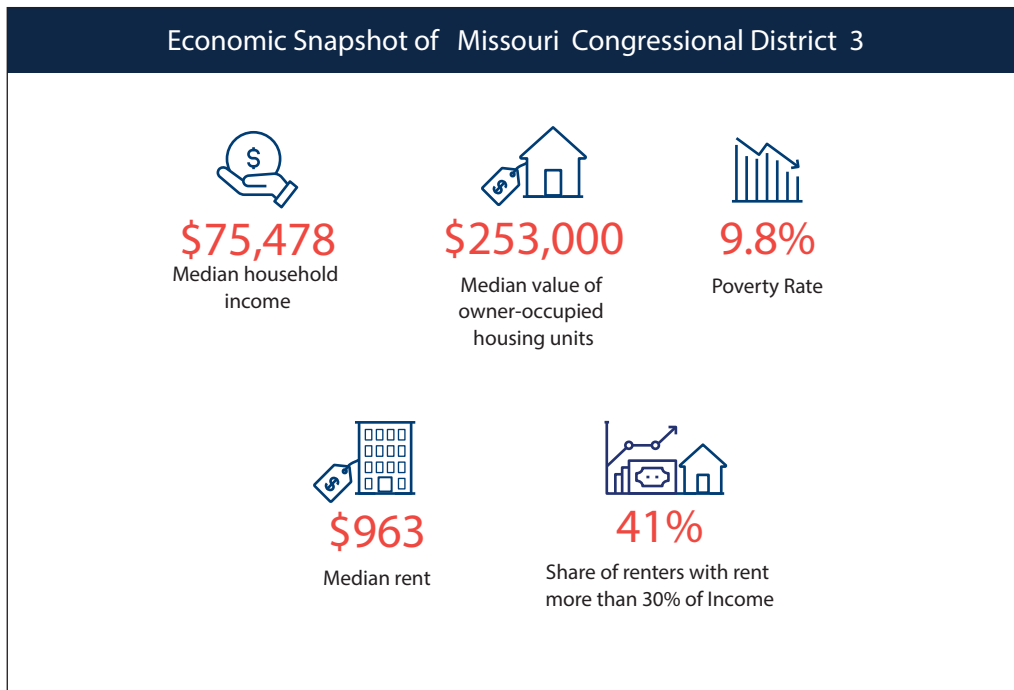 Economic Snapshot of Missouri Congressional District 3
$
$75,478
Median household
income
$
$253,000
Median value of
owner-occupied
housing units
9.8%
Poverty Rate
$
$963
Median rent
41%
Share of renters with rent
more than 30% of Income